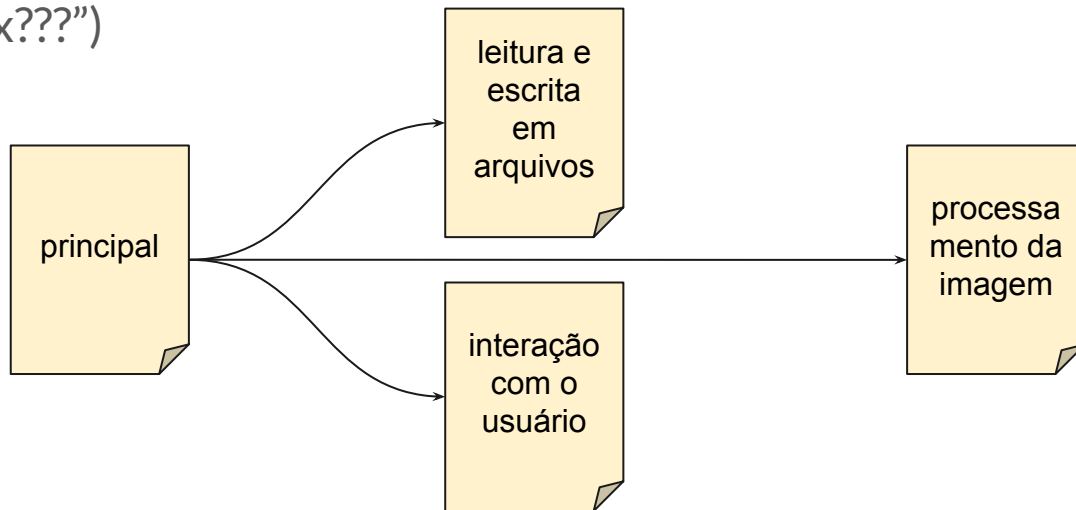 x???”)
leitura e
escrita
em
arquivos
principal
processa
mento da
imagem
interação
com o
usuário